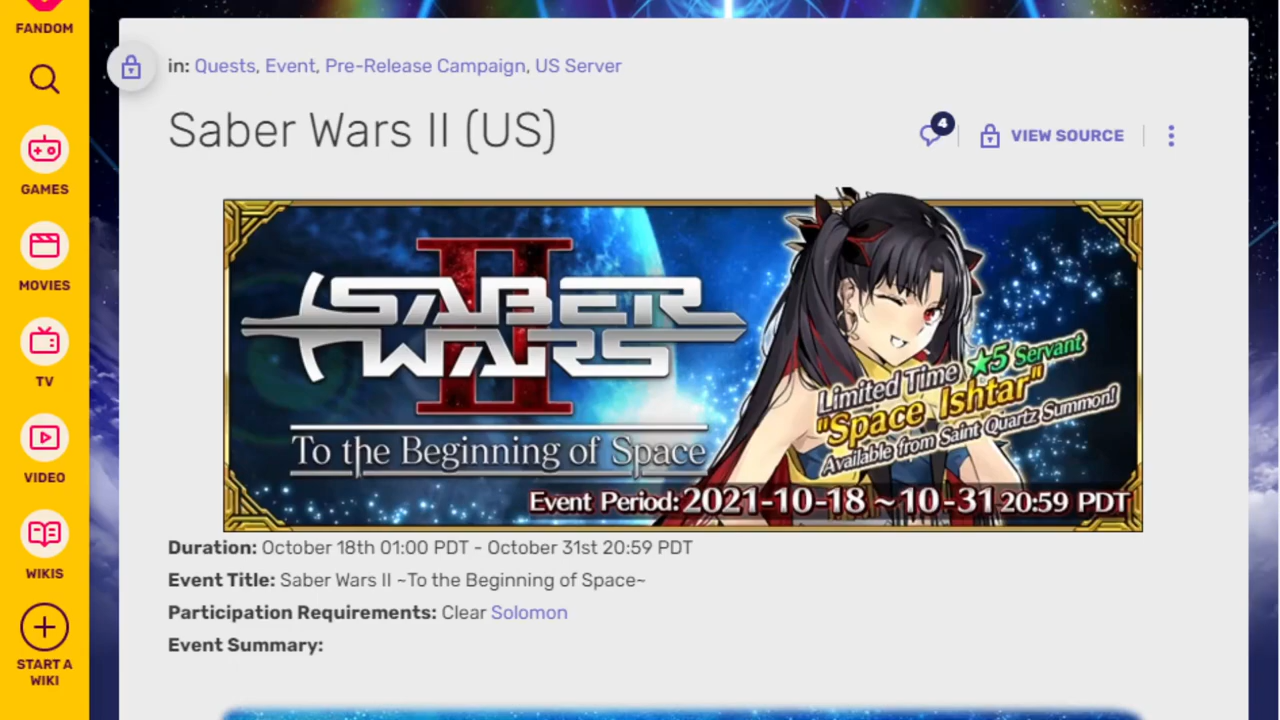 FANDOM
GAMES
MOVIES
TV
VIDEO
WIKIS
START A
WIKI
in: Quests, Event, Pre-Release Campaign, US Server
Saber Wars II (US)
4
VIEW SOURCE
II
SABER
WARS
To the Beginning of Space
Limited Time ★5 Servant
"Space Ishtar"
Available from Saint Quartz Summon!
Event Period: 2021-10-18 ~10-31 20:59 PDT
Duration: October 18th 01:00 PDT - October 31st 20:59 PDT
Event Title: Saber Wars II ~To the Beginning of Space~
Participation Requirements: Clear Solomon
Event Summary: